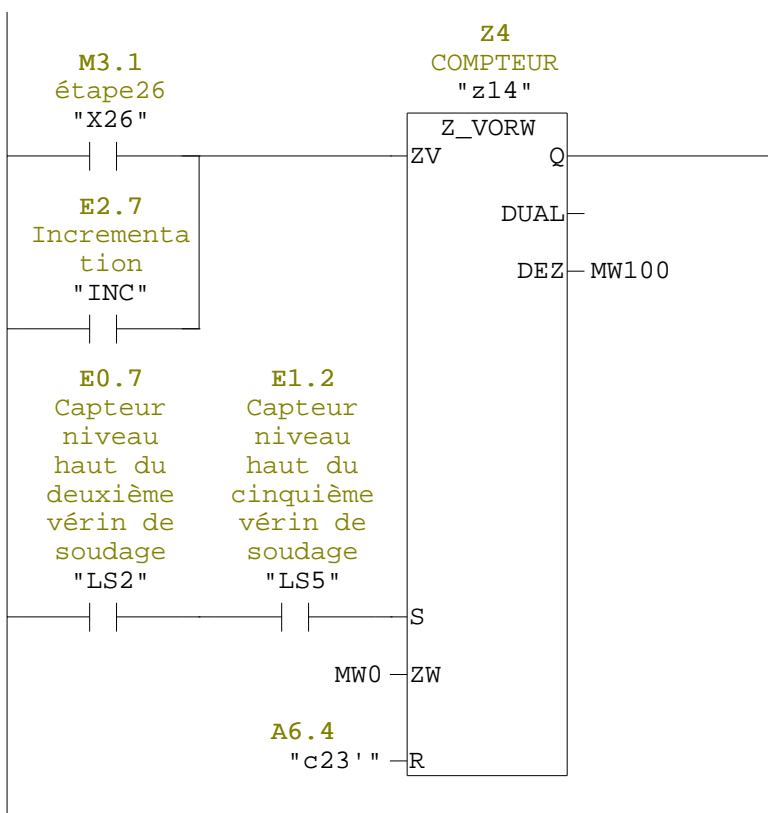 Z4
COMPTEUR
"z14"
M3.1
étape26
"X26"
Z_VORW
ZV
Q
E2.7
Incrementa
tion
"INC"
DUAL
DEZ
MW100
E0.7
Capteur
niveau
haut du
deuxième
vérin de
soudage
"LS2"
E1.2
Capteur
niveau
haut du
cinquième
vérin de
soudage
"LS5"
S
MW0
ZW
A6.4
"c23'"
R